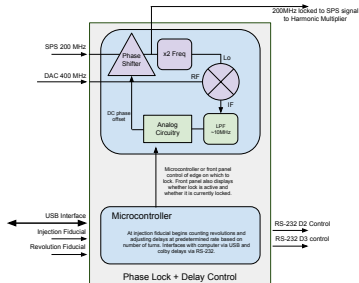 200MHz locked to SPS signal
to Harmonic Multiplier
SPS 200 MHz
Phase
Shifter
x2 Freq
Lo
DAC 400 MHz
RF
IF
DC phase
offset
Analog
Circuitry
LPF
~10MHz
Microcontroller or front panel
control of edge on which to
lock. Front panel also displays
whether lock is active and
whether it is currently locked.
USB Interface
Injection Fiducial
Revolution Fiducial
Microcontroller
At injection fiducial begins counting revolutions and
adjusting delays at predetermined rate based on
number of turns. Interfaces with computer via USB and
colby delays via RS-232.
RS-232 D2 Control
RS-232 D3 control
Phase Lock + Delay Control